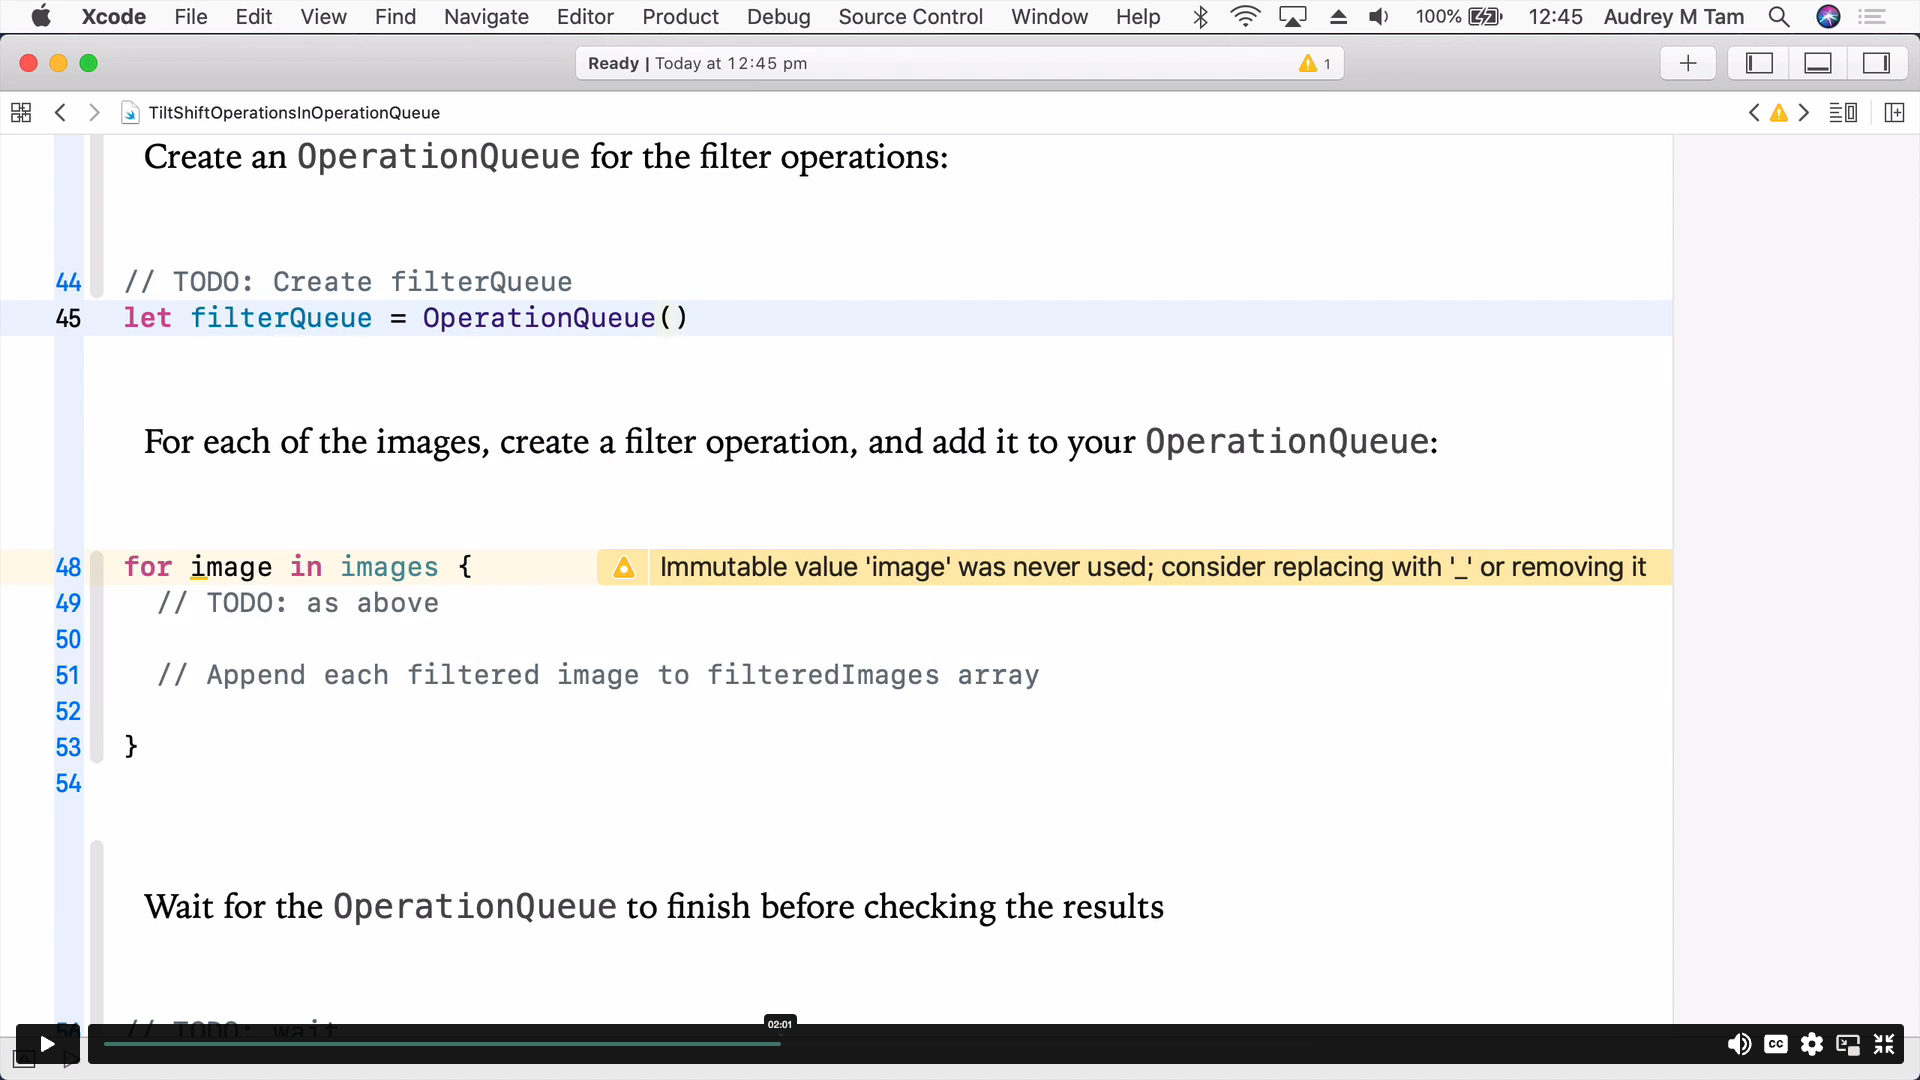 Xcode File Edit View Find Navigate Editor Product Debug Source Control Window Help 100% 12:45 Audrey M Tam
Ready | Today at 12:45 pm 1
TiltShiftOperationsInOperationQueue
Create an OperationQueue for the filter operations:
44 // TODO: Create filterQueue
45 let filterQueue = OperationQueue()
For each of the images, create a filter operation, and add it to your OperationQueue:
48 for image in images { Immutable value 'image' was never used; consider replacing with '_' or removing it
49 // TODO: as above
50
51 // Append each filtered image to filteredImages array
52
53 }
54
Wait for the OperationQueue to finish before checking the results
56 // TODO: wait
02:01
CC